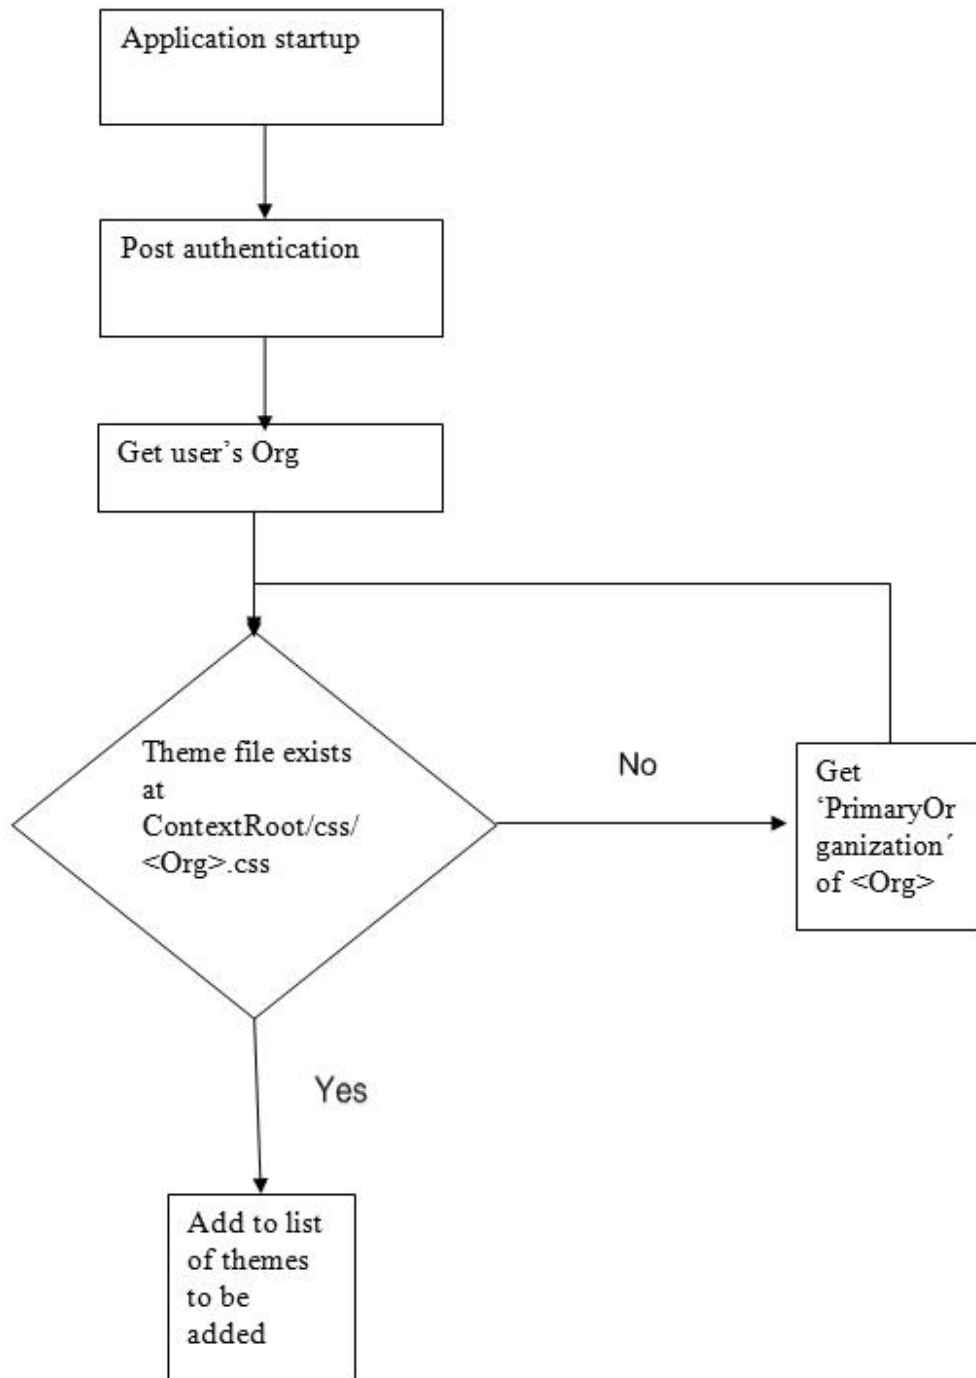 Application startup
Post authentication
Get user’s Org
Theme file exists
at
ContextRoot/css/
<Org>.css
No
Get
‘PrimaryOr
ganization´
of <Org>
Yes
Add to list
of themes
to be
added